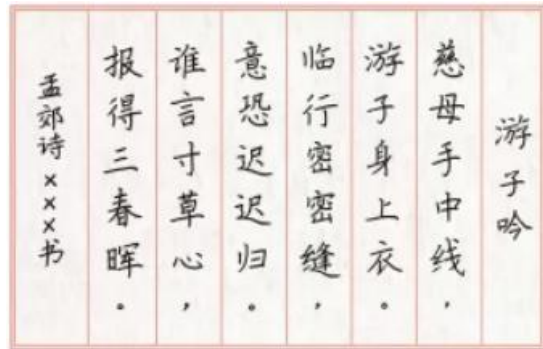 游子吟
慈母手中线，
游子身上衣。
临行密密缝，
意恐迟迟归。
谁言寸草心，
报得三春晖。
孟郊诗×××书